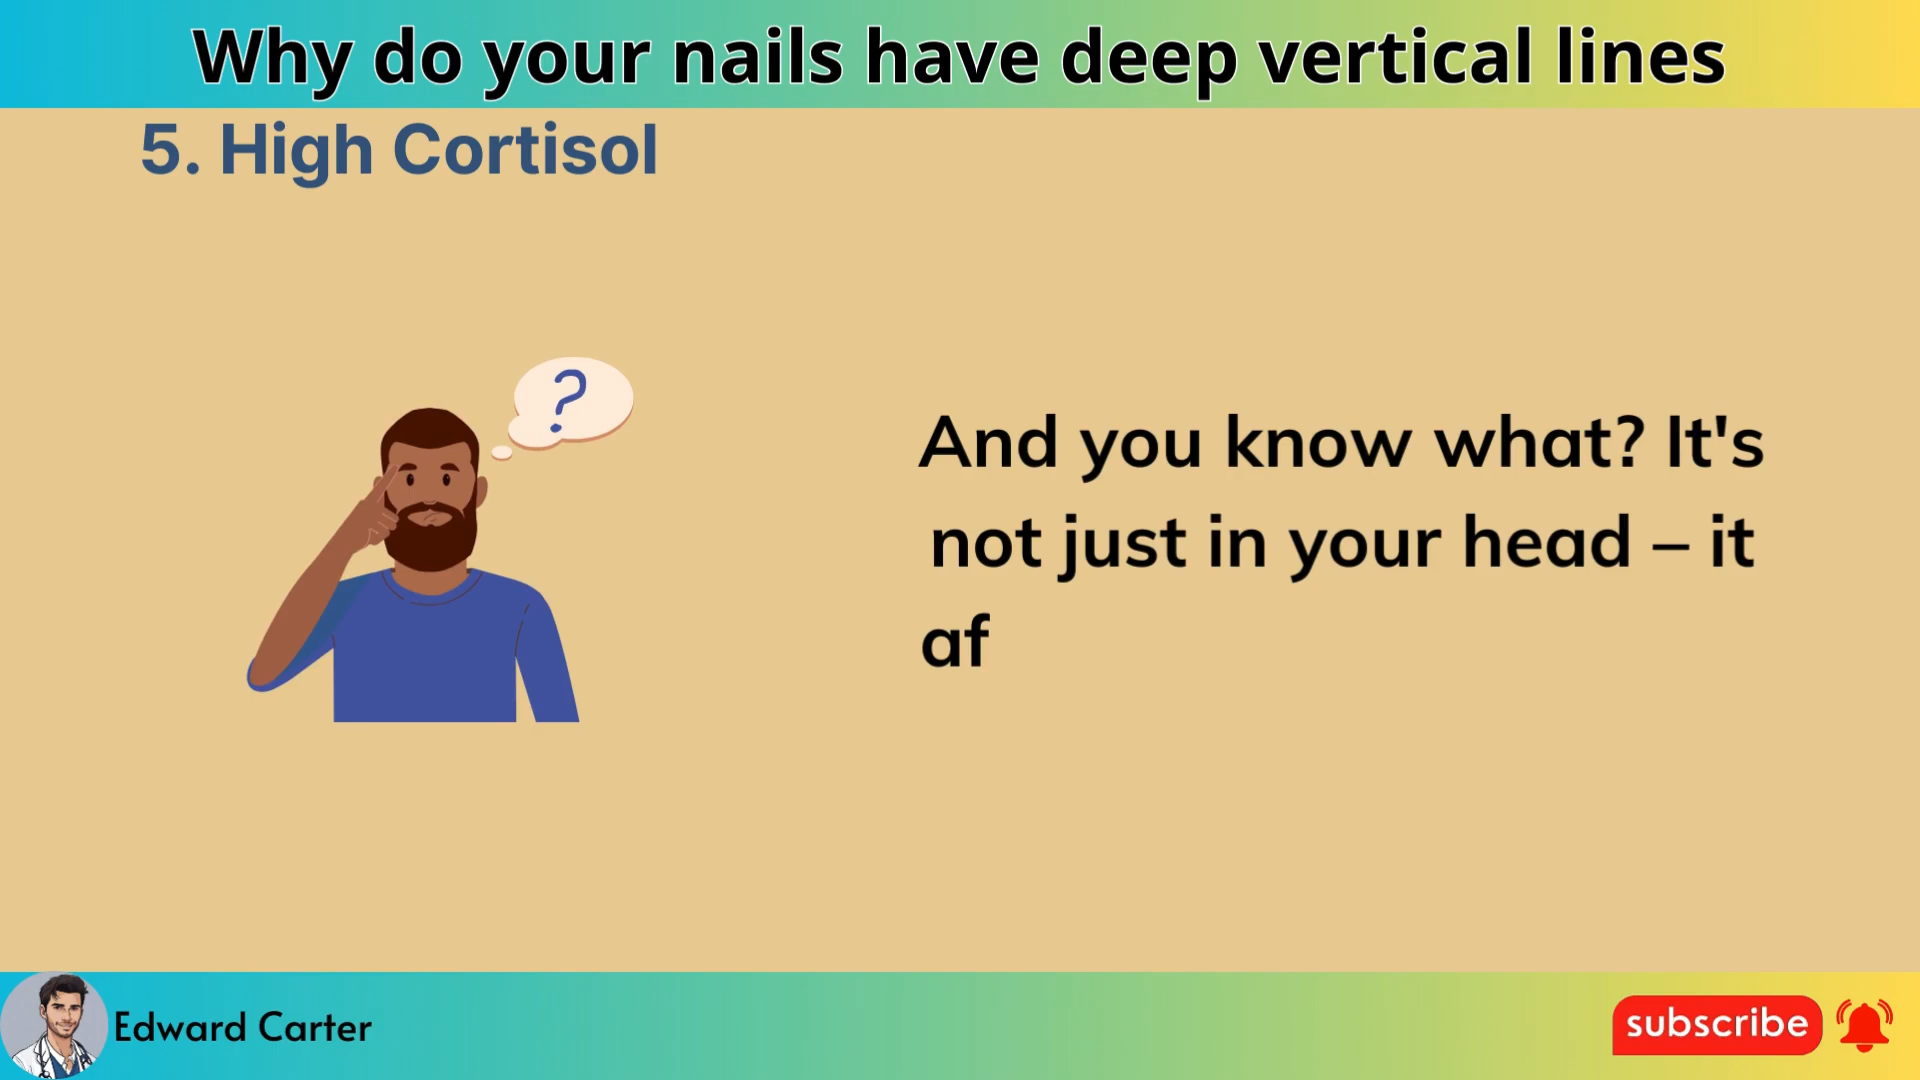 Why do your nails have deep vertical lines
5. High Cortisol
?
And you know what? It's
not just in your head – it
af
Edward Carter
subscribe